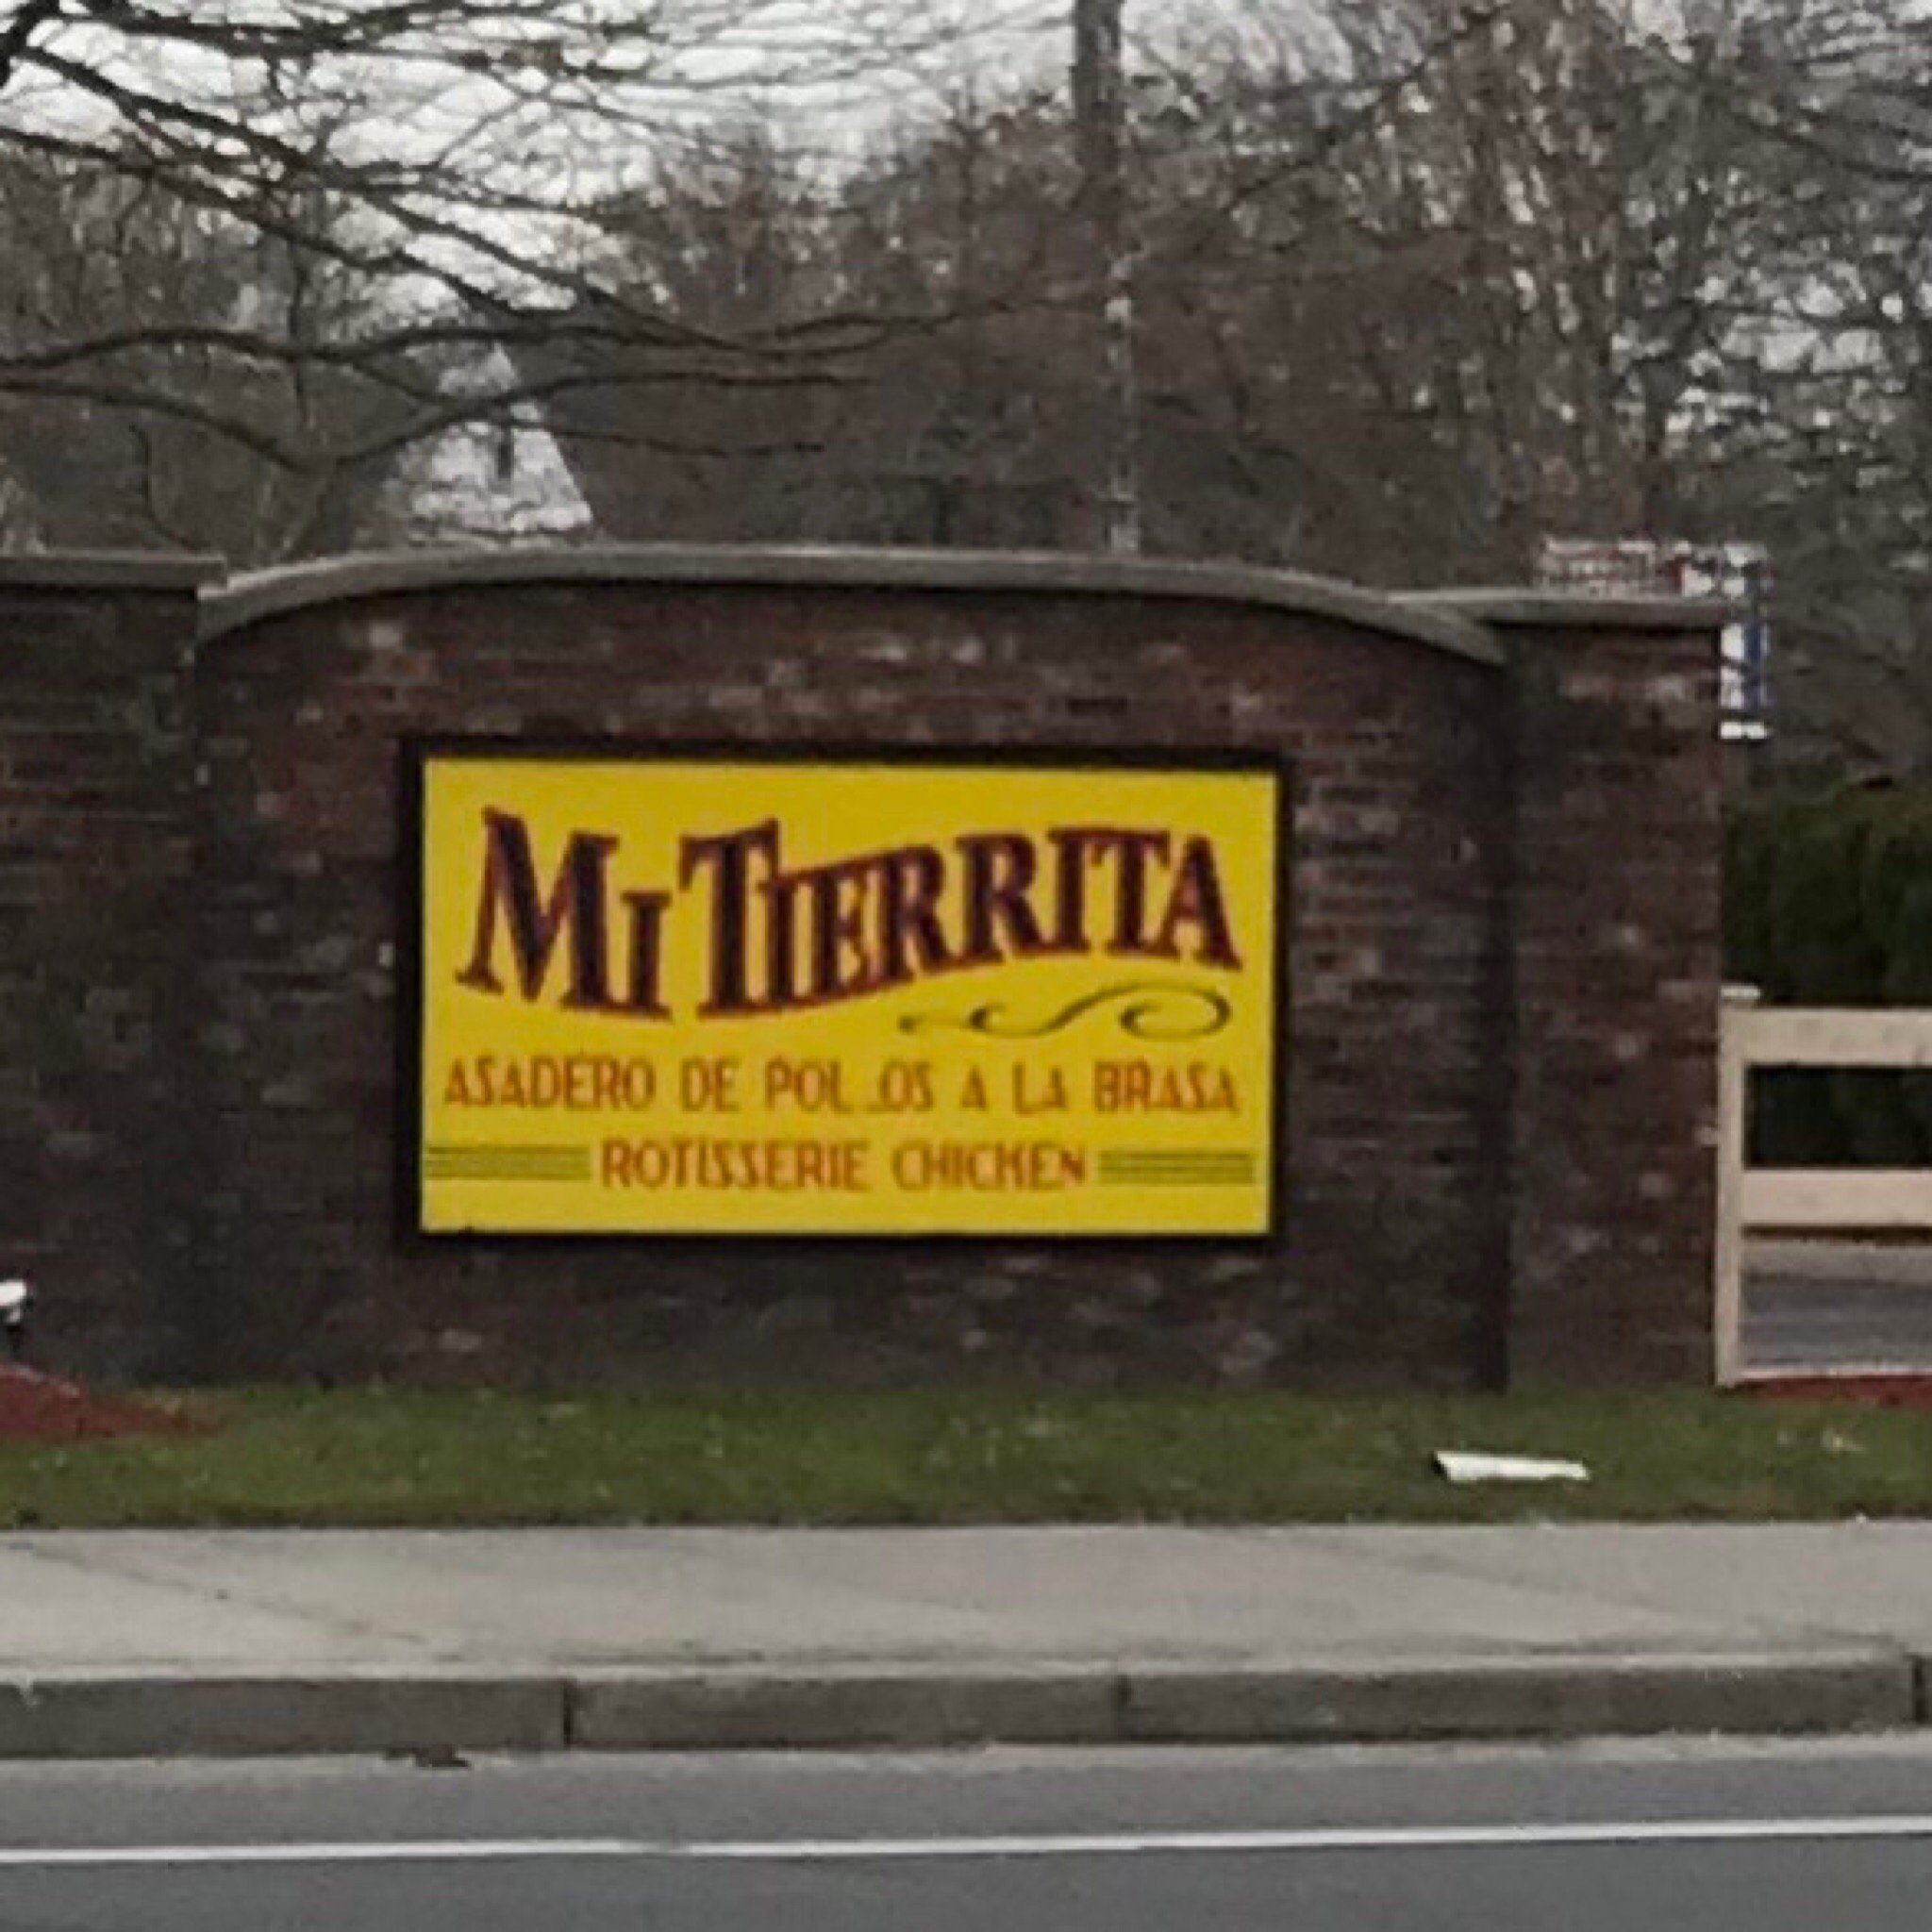 MI TIERRITA
ASADERO DE POLLOS A LA BRASA
ROTISSERIE CHICKEN